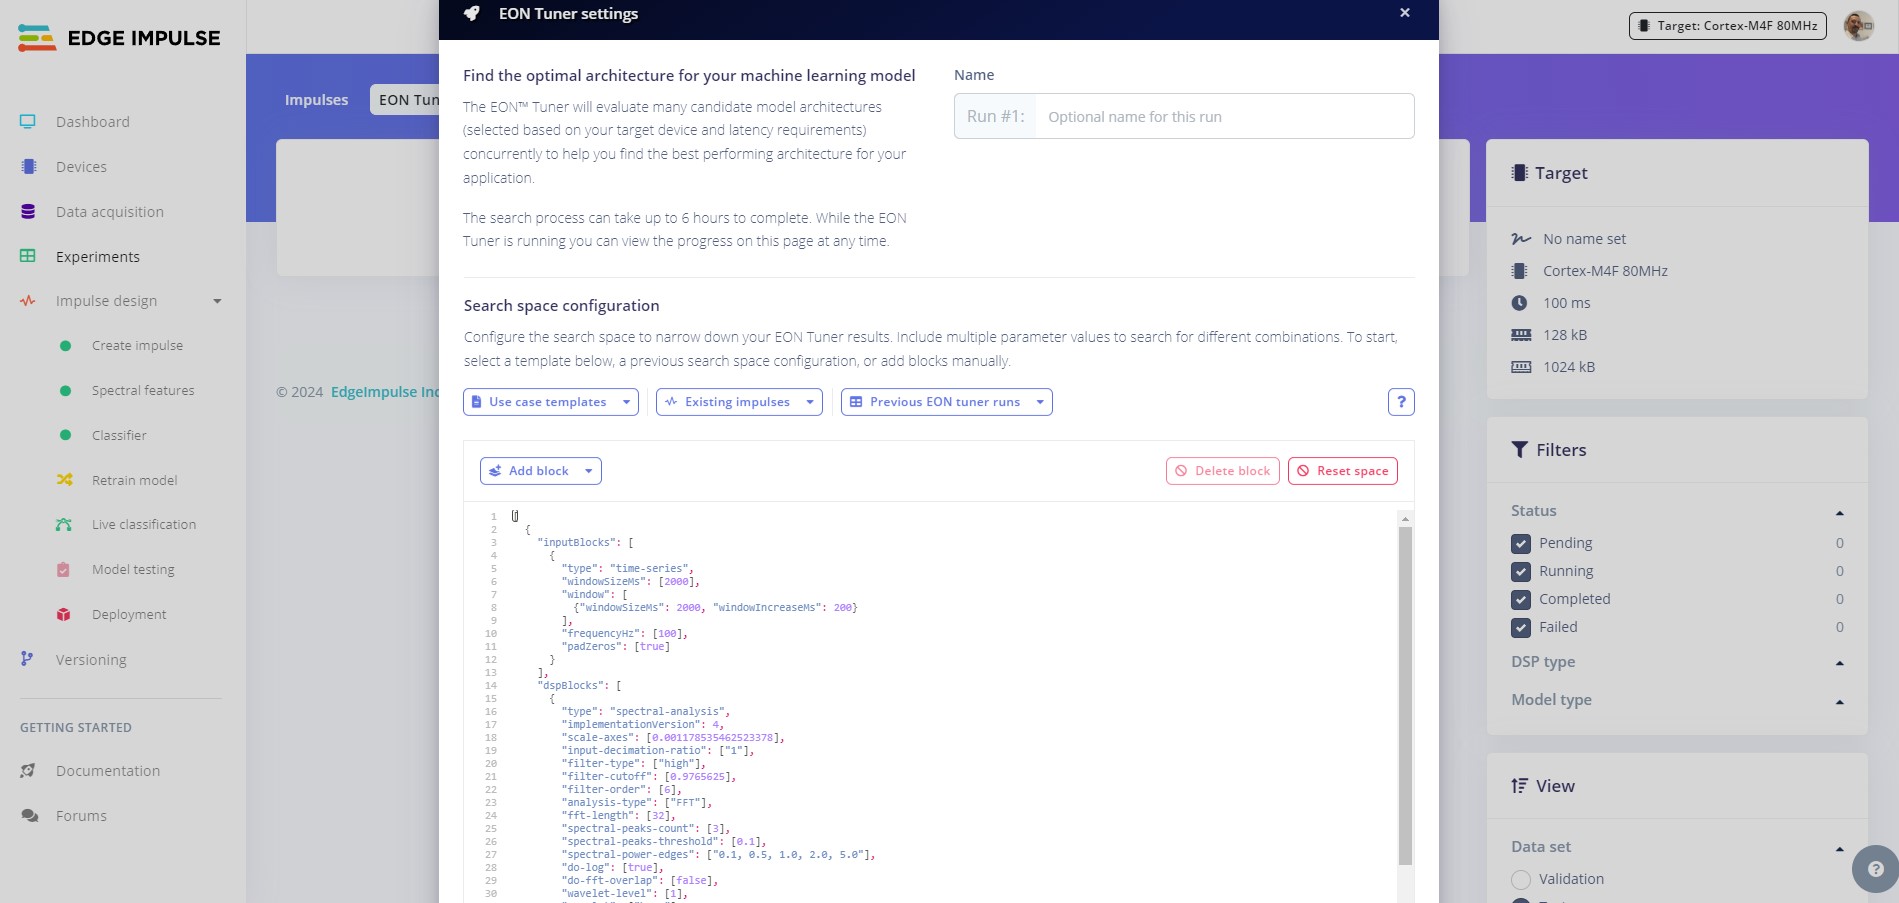 EDGE IMPULSE
Dashboard
Devices
Data acquisition
Experiments
Impulse design
Create impulse
Spectral features
Classifier
Retrain model
Live classification
Model testing
Deployment
Versioning
GETTING STARTED
Documentation
Forums
Impulses
EON Tun
© 2024 EdgeImpulse Inc
EON Tuner settings
×
Find the optimal architecture for your machine learning model
The EON™ Tuner will evaluate many candidate model architectures
(selected based on your target device and latency requirements)
concurrently to help you find the best performing architecture for your
application.
The search process can take up to 6 hours to complete. While the EON
Tuner is running you can view the progress on this page at any time.
Name
Run #1: Optional name for this run
Search space configuration
Configure the search space to narrow down your EON Tuner results. Include multiple parameter values to search for different combinations. To start,
select a template below, a previous search space configuration, or add blocks manually.
Use case templates
Existing impulses
Previous EON tuner runs
?
Add block
Delete block
Reset space
1 [
2 {
3 "inputBlocks": [
4 {
5 "type": "time-series",
6 "windowSizeMs": [2000],
7 "window": [
8 {"windowSizeMs": 2000, "windowIncreaseMs": 200}
9 ],
10 "frequencyHz": [100],
11 "padZeros": [true]
12 }
13 ],
14 "dspBlocks": [
15 {
16 "type": "spectral-analysis",
17 "implementationVersion": 4,
18 "scale-axes": [0.001178535462523378],
19 "input-decimation-ratio": ["1"],
20 "filter-type": ["high"],
21 "filter-cutoff": [0.9765625],
22 "filter-order": [6],
23 "analysis-type": ["FFT"],
24 "fft-length": [32],
25 "spectral-peaks-count": [3],
26 "spectral-peaks-threshold": [0.1],
27 "spectral-power-edges": ["0.1, 0.5, 1.0, 2.0, 5.0"],
28 "do-log": [true],
29 "do-fft-overlap": [false],
30 "wavelet-level": [1],
Target: Cortex-M4F 80MHz
Target
No name set
Cortex-M4F 80MHz
100 ms
128 kB
1024 kB
Filters
Status
Pending 0
Running 0
Completed 0
Failed 0
DSP type
Model type
View
Data set
Validation
?